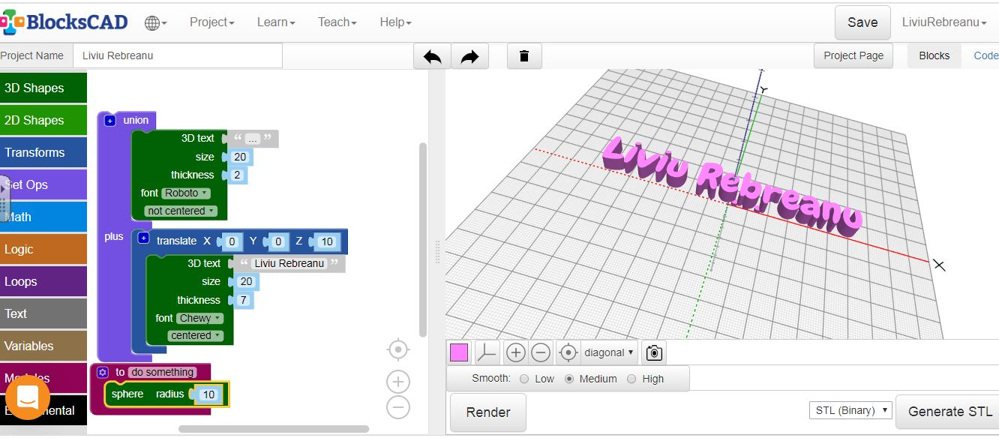 BlocksCAD
Project Learn Teach Help Save LiviuRebreanu
Project Name Liviu Rebreanu Project Page Blocks Code
3D Shapes
2D Shapes
Transforms
Set Ops
Math
Logic
Loops
Text
Variables
union
3D text “ ... ”
size 20
thickness 2
font Roboto
not centered
plus translate X 0 Y 0 Z 10
3D text “ Liviu Rebreanu ”
size 20
thickness 7
font Chewy
centered
to do something
sphere radius 10
Y
Liviu Rebreanu
X
diagonal
Smooth: Low Medium High
Render STL (Binary) Generate STL